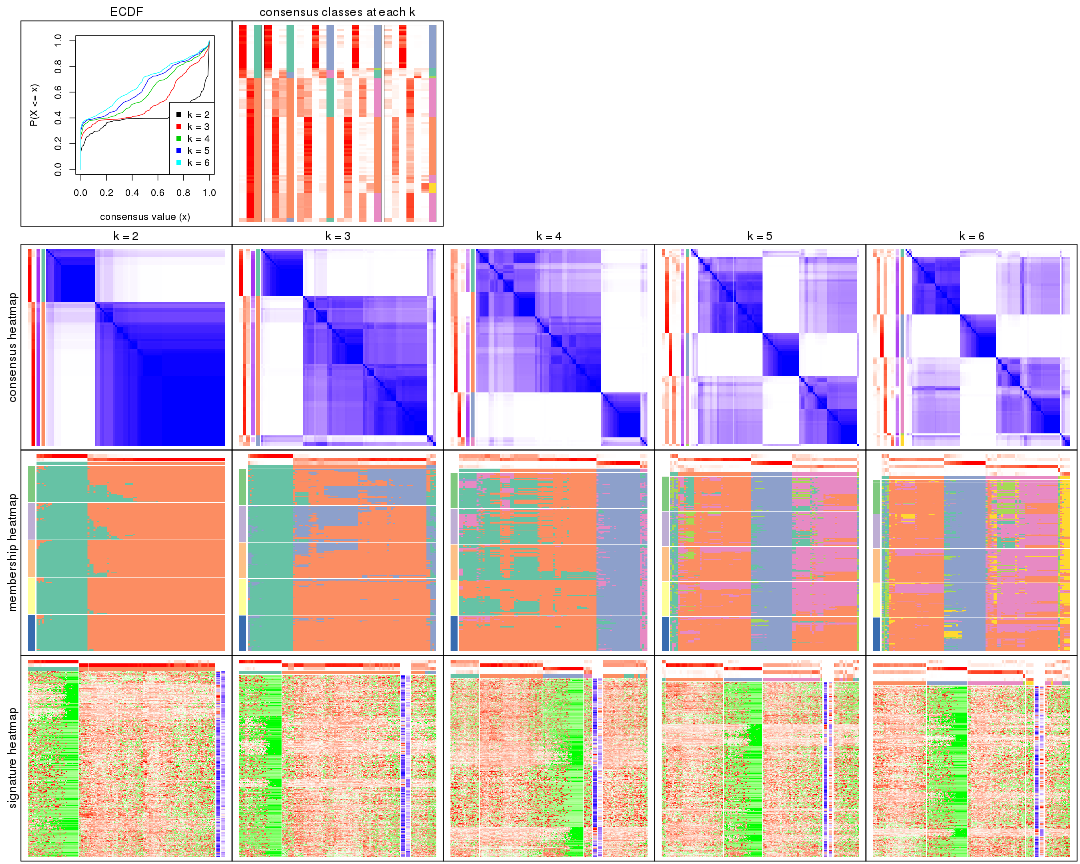 ECDF
consensus classes at each k
P(X <= x)
0.0 0.2 0.4 0.6 0.8 1.0
k = 2
k = 3
k = 4
k = 5
k = 6
0.0 0.2 0.4 0.6 0.8 1.0
consensus value (x)
k = 2
k = 3
k = 4
k = 5
k = 6
consensus heatmap
membership heatmap
signature heatmap